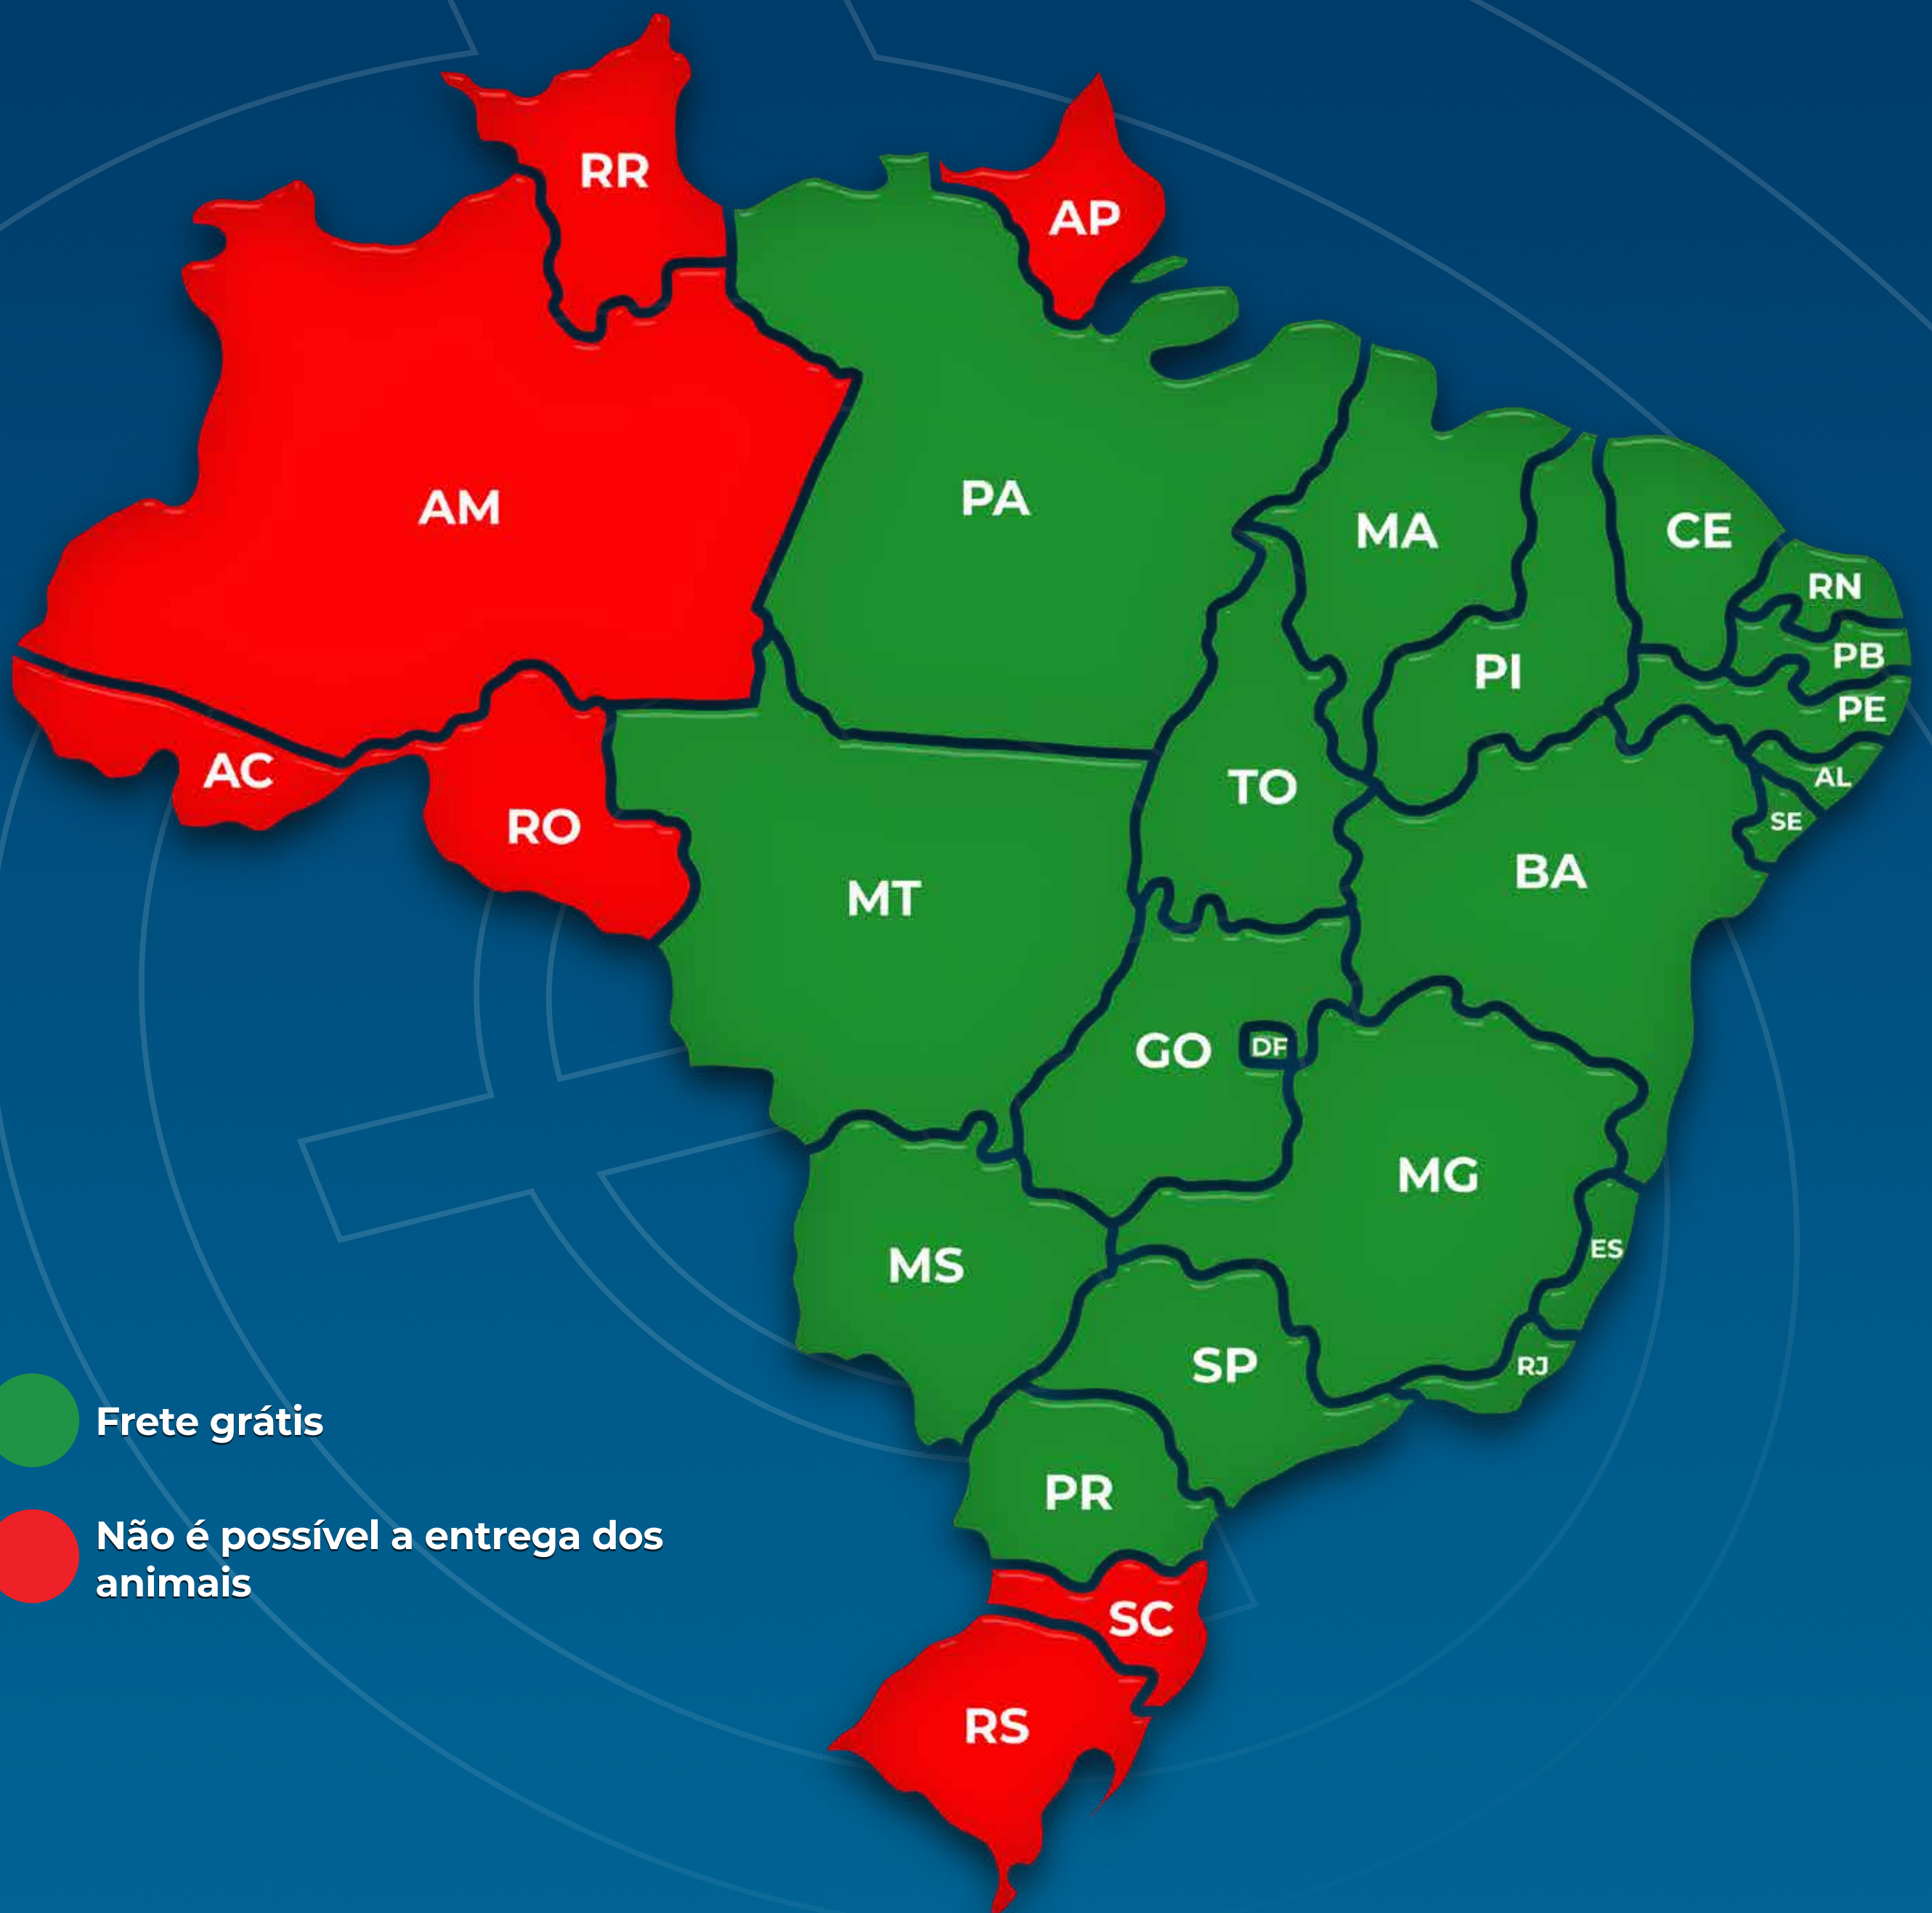 RR
AP
AM
PA
MA
CE
RN
PB
PI
PE
AC
AL
TO
RO
SE
BA
MT
GO
DF
MG
ES
MS
SP
RJ
Frete grátis
PR
Não é possível a entrega dos
animais
SC
RS